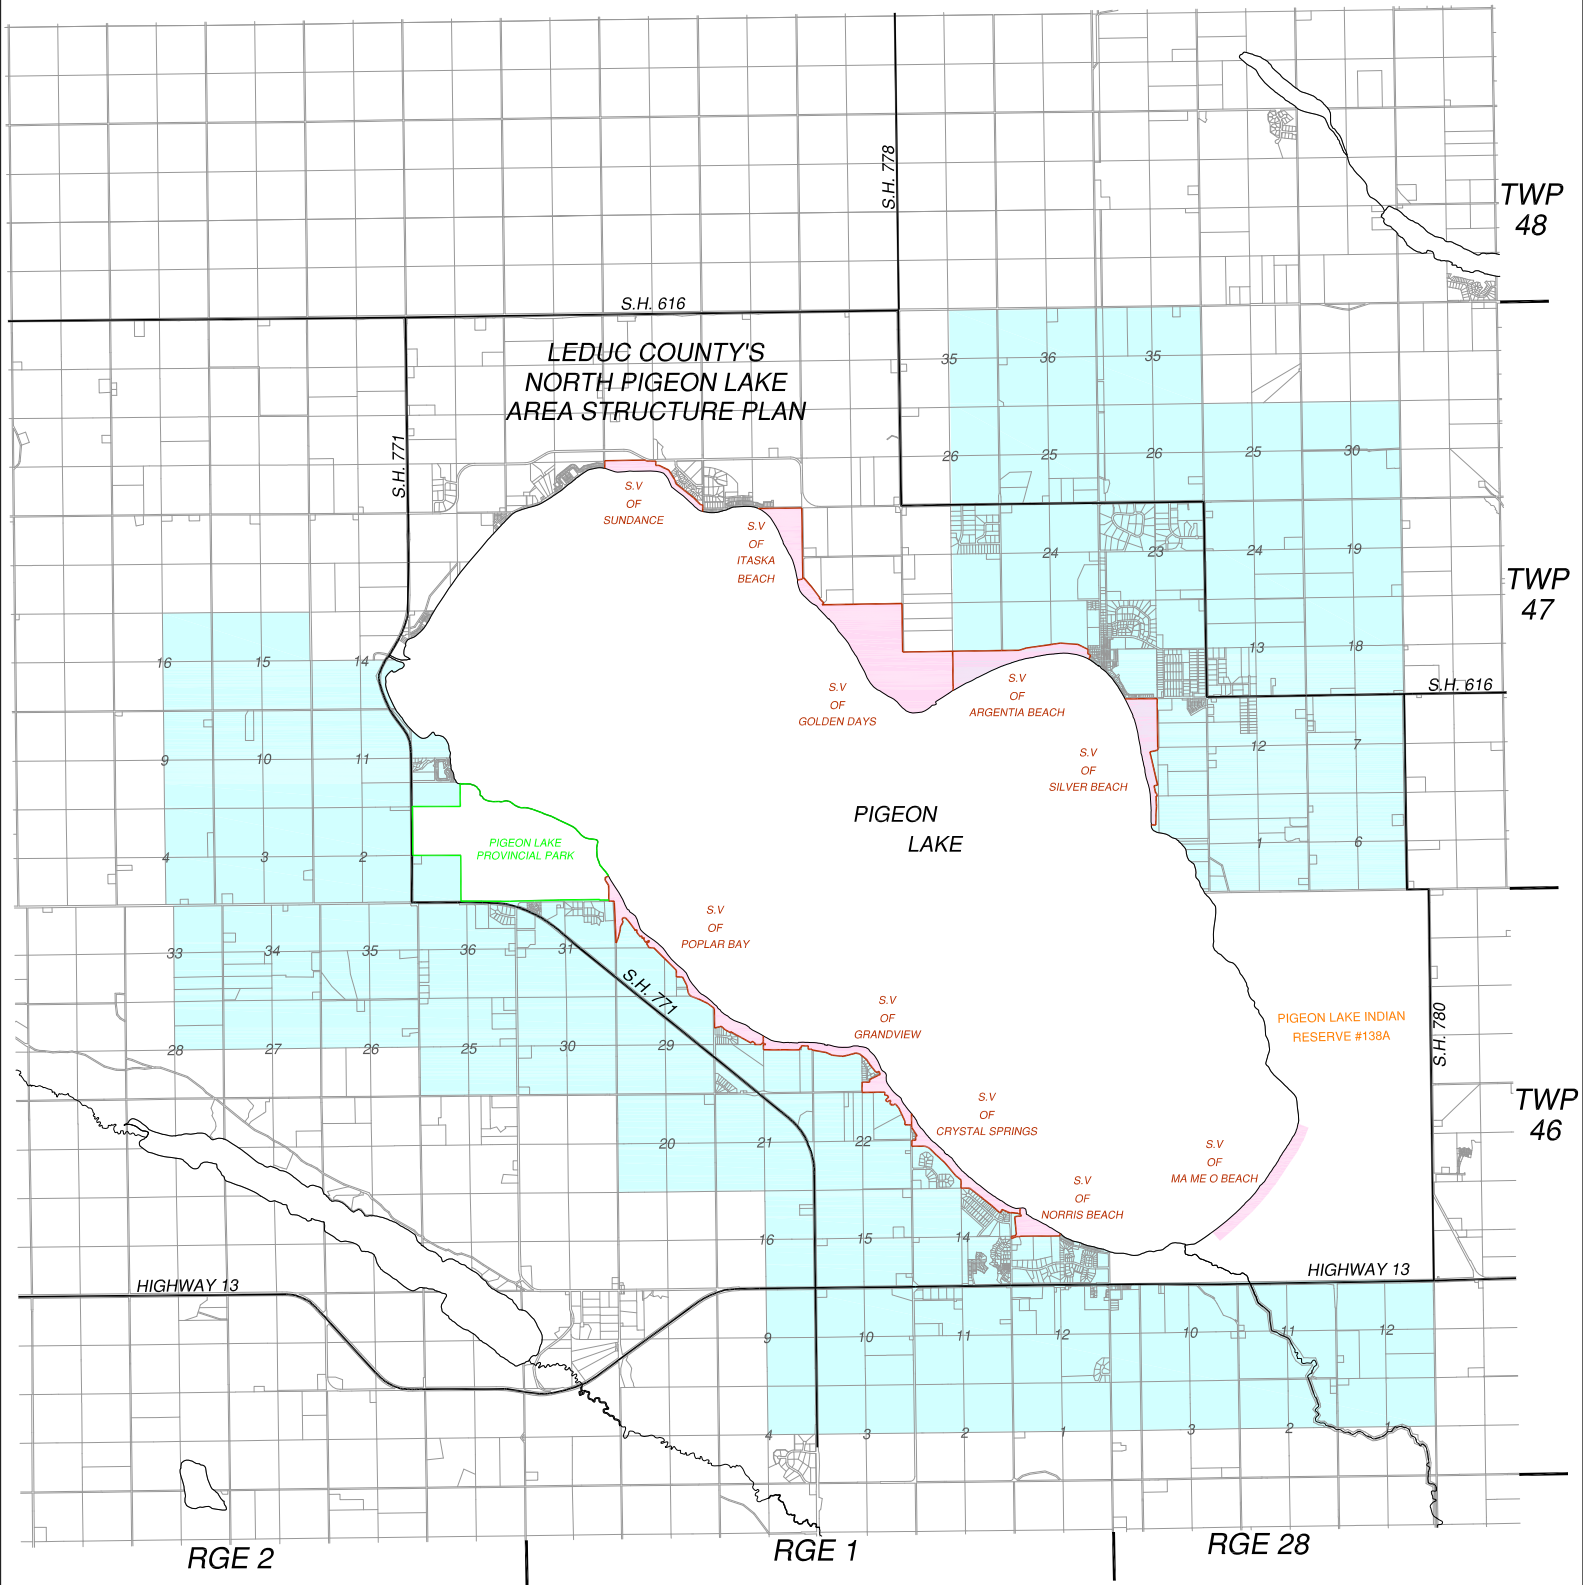 S.H. 778
TWP
48
S.H. 616
LEDUC COUNTY'S
NORTH PIGEON LAKE
AREA STRUCTURE PLAN
35
36
35
S.H. 771
26
25
26
25
30
S.V
OF
SUNDANCE
S.V
OF
ITASKA
BEACH
24
23
24
19
TWP
47
16
15
14
13
18
S.V
OF
GOLDEN DAYS
S.V
OF
ARGENTIA BEACH
S.H. 616
9
10
11
S.V
OF
SILVER BEACH
12
7
PIGEON
LAKE
4
3
2
PIGEON LAKE
PROVINCIAL PARK
1
6
33
34
35
36
31
S.V
OF
POPLAR BAY
S.H. 771
S.V
OF
GRANDVIEW
PIGEON LAKE INDIAN
RESERVE #138A
S.H. 780
28
27
26
25
30
29
S.V
OF
CRYSTAL SPRINGS
TWP
46
20
21
22
S.V
OF
MA ME O BEACH
S.V
OF
NORRIS BEACH
16
15
14
HIGHWAY 13
HIGHWAY 13
9
10
11
12
10
11
12
4
3
2
1
3
2
1
RGE 2
RGE 1
RGE 28